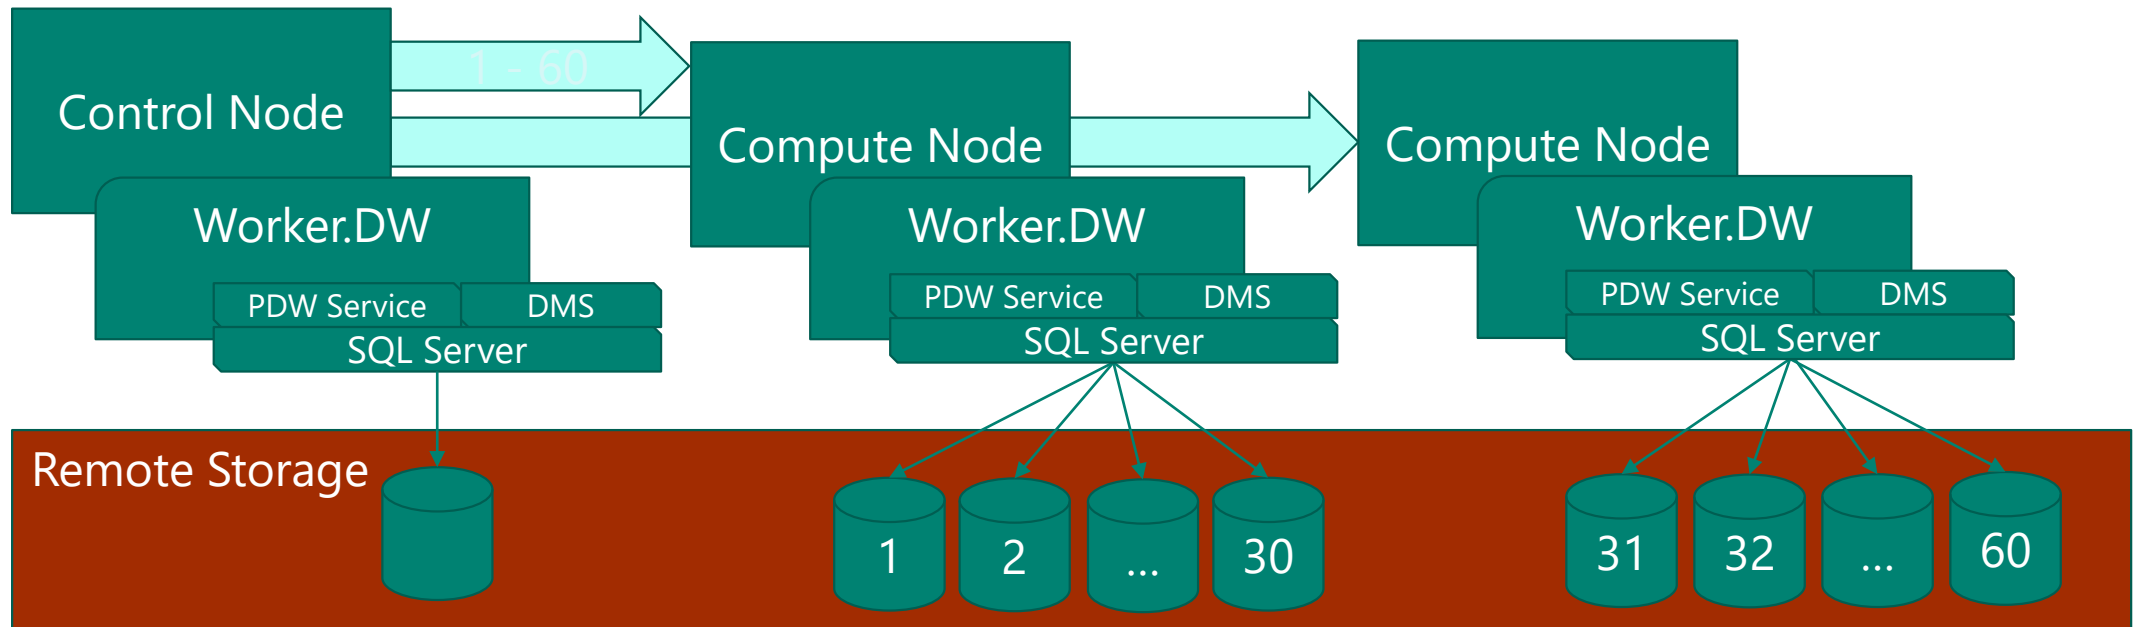 Control Node
1 - 60
Compute Node
Compute Node
Worker.DW
Worker.DW
Worker.DW
PDW Service
DMS
SQL Server
PDW Service
DMS
SQL Server
PDW Service
DMS
SQL Server
Remote Storage
1
2
...
30
31
32
...
60